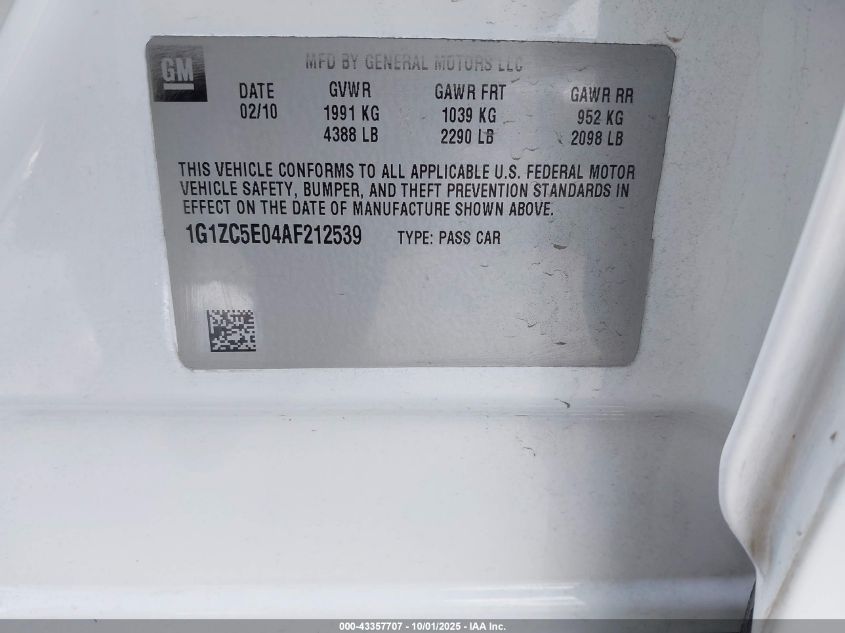 GM
MFD BY GENERAL MOTORS LLC
DATE GVWR GAWR FRT GAWR RR
02/10 1991 KG 1039 KG 952 KG
4388 LB 2290 LB 2098 LB
THIS VEHICLE CONFORMS TO ALL APPLICABLE U.S. FEDERAL MOTOR
VEHICLE SAFETY, BUMPER, AND THEFT PREVENTION STANDARDS IN
EFFECT ON THE DATE OF MANUFACTURE SHOWN ABOVE.
1G1ZC5E04AF212539 TYPE: PASS CAR
000-43357707 - 10/01/2025 - IAA Inc.